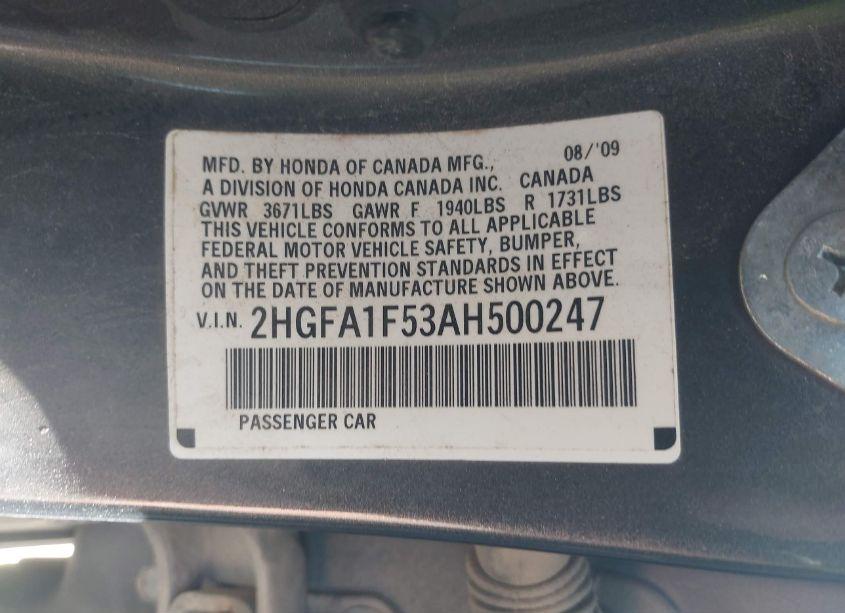 MFD. BY HONDA OF CANADA MFG., 08/'09
A DIVISION OF HONDA CANADA INC. CANADA
GVWR 3671LBS GAWR F 1940LBS R 1731LBS
THIS VEHICLE CONFORMS TO ALL APPLICABLE
FEDERAL MOTOR VEHICLE SAFETY, BUMPER,
AND THEFT PREVENTION STANDARDS IN EFFECT
ON THE DATE OF MANUFACTURE SHOWN ABOVE.
V.I.N. 2HGFA1F53AH500247
PASSENGER CAR